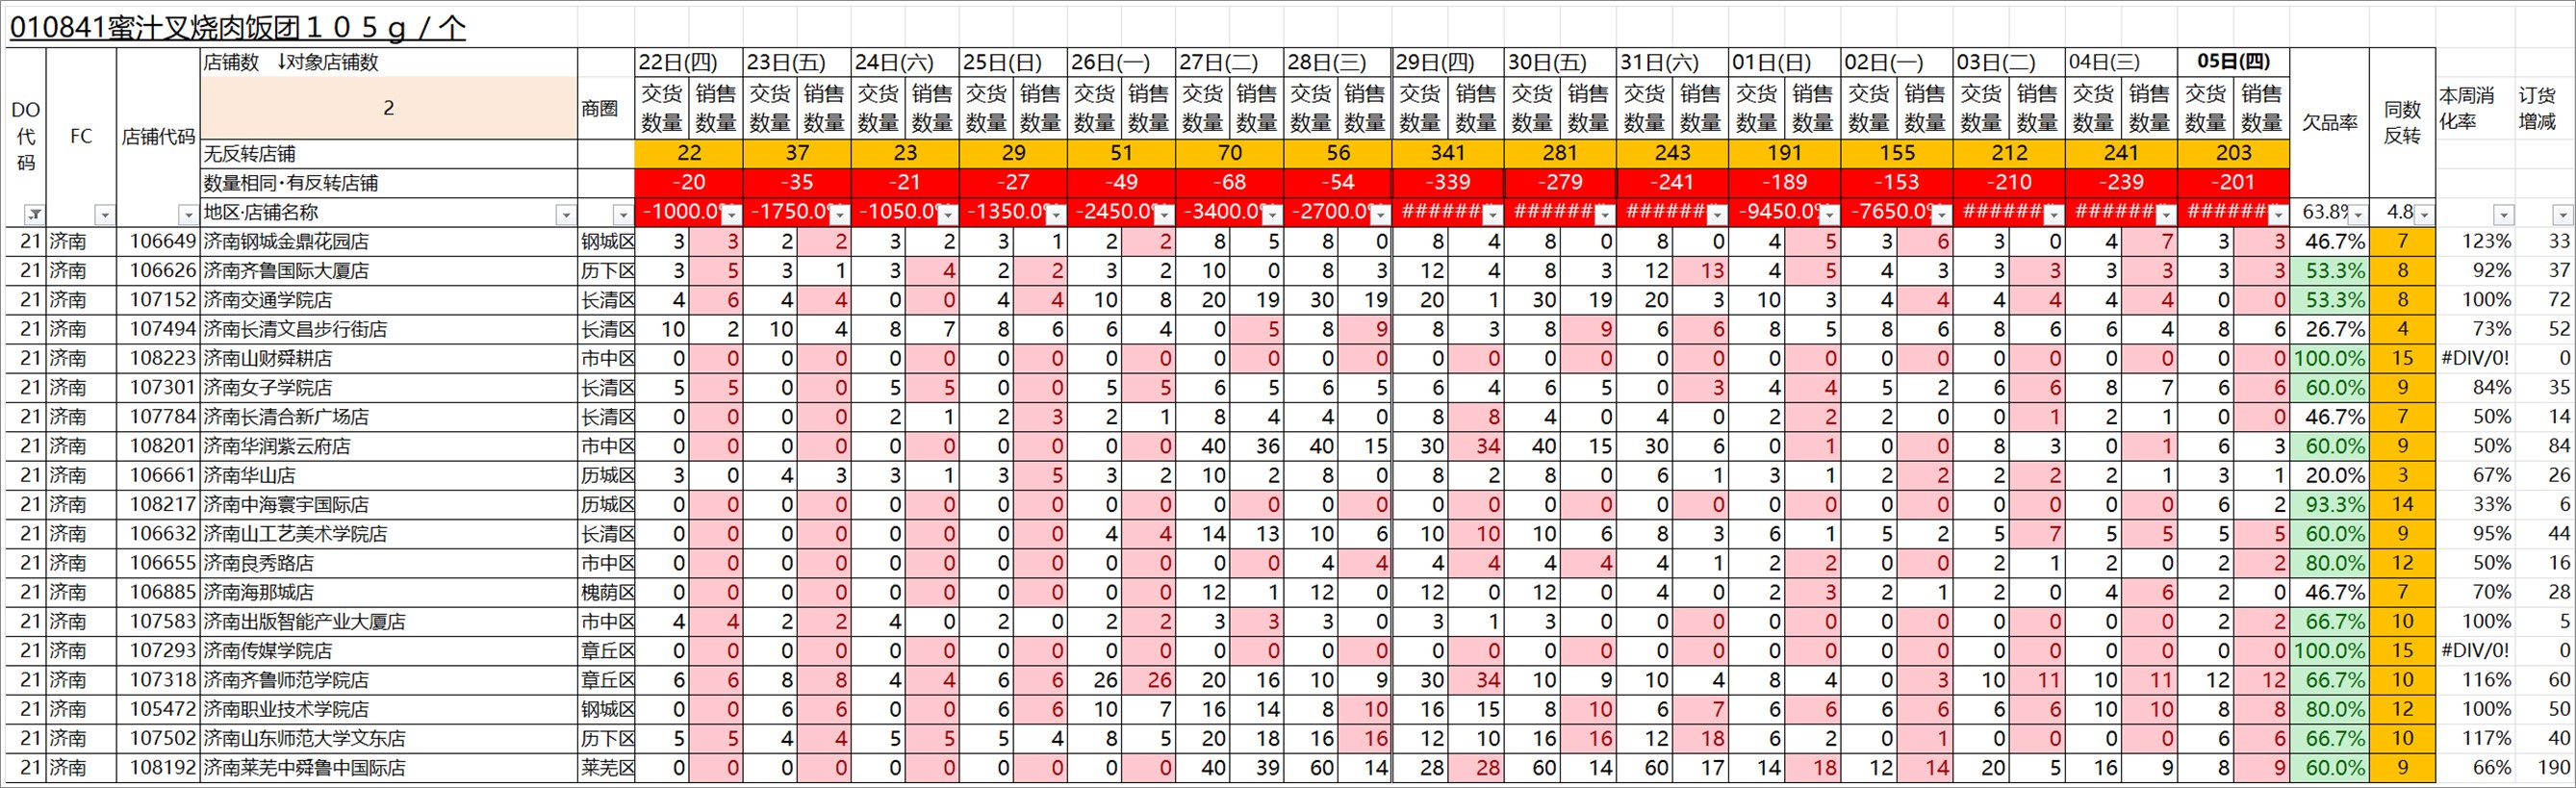 010841蜜汁叉烧肉饭团１０５ｇ／个
DO代码 FC 店铺代码 店铺数 ↓对象店铺数 商圈 22日(四) 23日(五) 24日(六) 25日(日) 26日(一) 27日(二) 28日(三) 29日(四) 30日(五) 31日(六) 01日(日) 02日(一) 03日(二) 04日(三) 05日(四) 欠品率 同数反转 本周消化率 订货增减
2 交货数量 销售数量 交货数量 销售数量 交货数量 销售数量 交货数量 销售数量 交货数量 销售数量 交货数量 销售数量 交货数量 销售数量 交货数量 销售数量 交货数量 销售数量 交货数量 销售数量 交货数量 销售数量 交货数量 销售数量 交货数量 销售数量 交货数量 销售数量 交货数量 销售数量
无反转店铺 22 37 23 29 51 70 56 341 281 243 191 155 212 241 203
数量相同·有反转店铺 -20 -35 -21 -27 -49 -68 -54 -339 -279 -241 -189 -153 -210 -239 -201
地区·店铺名称 -1000.0% -1750.0% -1050.0% -1350.0% -2450.0% -3400.0% -2700.0% ###### ###### ###### -9450.0% -7650.0% ###### ###### ###### 63.8% 4.8
21 济南 106649 济南钢城金鼎花园店 钢城区 3 3 2 2 3 2 3 1 2 2 8 5 8 0 8 4 8 0 8 0 4 5 3 6 3 0 4 7 3 3 46.7% 7 123% 33
21 济南 106626 济南齐鲁国际大厦店 历下区 3 5 3 1 3 4 2 2 3 2 10 0 8 3 12 4 8 3 12 13 4 5 4 3 3 3 3 3 3 3 53.3% 8 92% 37
21 济南 107152 济南交通学院店 长清区 4 6 4 4 0 0 4 4 10 8 20 19 30 19 20 1 30 19 20 3 10 3 4 4 4 4 4 4 0 0 53.3% 8 100% 72
21 济南 107494 济南长清文昌步行街店 长清区 10 2 10 4 8 7 8 6 6 4 0 5 8 9 8 3 8 9 6 6 8 5 8 6 8 6 6 4 8 6 26.7% 4 73% 52
21 济南 108223 济南山财舜耕店 市中区 0 0 0 0 0 0 0 0 0 0 0 0 0 0 0 0 0 0 0 0 0 0 0 0 0 0 0 0 0 0 100.0% 15 #DIV/0! 0
21 济南 107301 济南女子学院店 长清区 5 5 0 0 5 5 0 0 5 5 6 5 6 5 6 4 6 5 0 3 4 4 5 2 6 6 8 7 6 6 60.0% 9 84% 35
21 济南 107784 济南长清合新广场店 长清区 0 0 0 0 2 1 2 3 2 1 8 4 4 0 8 8 4 0 4 0 2 2 2 0 0 1 2 1 0 0 46.7% 7 50% 14
21 济南 108201 济南华润紫云府店 市中区 0 0 0 0 0 0 0 0 0 0 40 36 40 15 30 34 40 15 30 6 0 1 0 0 8 3 0 1 6 3 60.0% 9 50% 84
21 济南 106661 济南华山店 历城区 3 0 4 3 3 1 3 5 3 2 10 2 8 0 8 2 8 0 6 1 3 1 2 2 2 2 2 1 3 1 20.0% 3 67% 26
21 济南 108217 济南中海寰宇国际店 历城区 0 0 0 0 0 0 0 0 0 0 0 0 0 0 0 0 0 0 0 0 0 0 0 0 0 0 0 0 6 2 93.3% 14 33% 6
21 济南 106632 济南山工艺美术学院店 长清区 0 0 0 0 0 0 0 0 4 4 14 13 10 6 10 10 10 6 8 3 6 1 5 2 5 7 5 5 5 5 60.0% 9 95% 44
21 济南 106655 济南良秀路店 市中区 0 0 0 0 0 0 0 0 0 0 0 0 4 4 4 4 4 4 4 1 2 2 0 0 2 1 2 0 2 2 80.0% 12 50% 16
21 济南 106885 济南海那城店 槐荫区 0 0 0 0 0 0 0 0 0 0 12 1 12 0 12 0 12 0 4 0 2 3 2 1 2 0 4 6 2 0 46.7% 7 70% 28
21 济南 107583 济南出版智能产业大厦店 市中区 4 4 2 2 4 0 2 0 2 2 3 3 3 0 3 1 3 0 0 0 0 0 0 0 0 0 0 0 2 2 66.7% 10 100% 5
21 济南 107293 济南传媒学院店 章丘区 0 0 0 0 0 0 0 0 0 0 0 0 0 0 0 0 0 0 0 0 0 0 0 0 0 0 0 0 0 0 100.0% 15 #DIV/0! 0
21 济南 107318 济南齐鲁师范学院店 章丘区 6 6 8 8 4 4 6 6 26 26 20 16 10 9 30 34 10 9 10 4 8 4 0 3 10 11 10 11 12 12 66.7% 10 116% 60
21 济南 105472 济南职业技术学院店 钢城区 0 0 6 6 0 0 6 6 10 7 16 14 8 10 16 15 8 10 6 7 6 6 6 6 6 6 10 10 8 8 80.0% 12 100% 50
21 济南 107502 济南山东师范大学文东店 历下区 5 5 4 4 5 5 5 4 8 5 20 18 16 16 12 10 16 16 12 18 6 2 0 1 0 0 0 0 6 6 66.7% 10 117% 40
21 济南 108192 济南莱芜中舜鲁中国际店 莱芜区 0 0 0 0 0 0 0 0 0 0 40 39 60 14 28 28 60 14 60 17 14 18 12 14 20 5 16 9 8 9 60.0% 9 66% 190